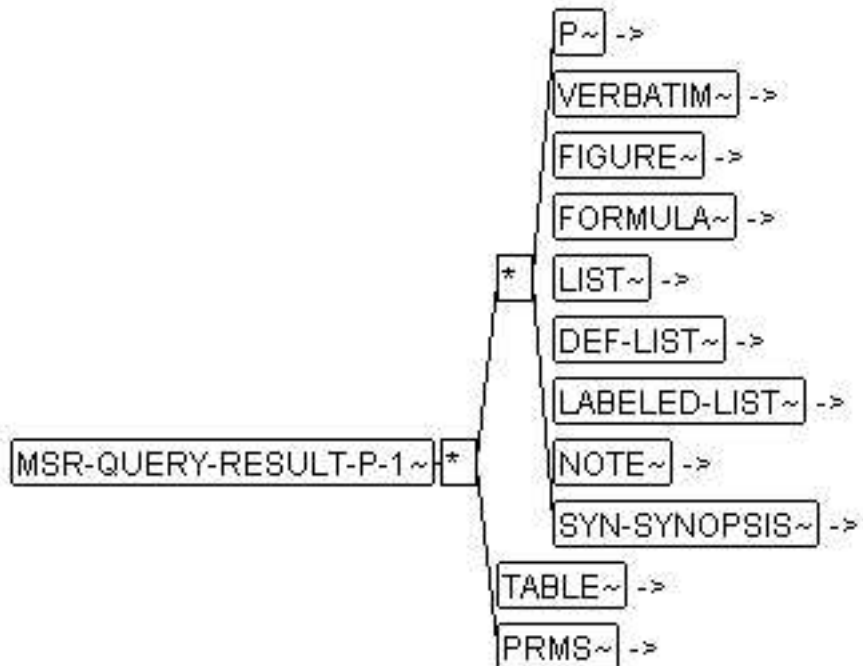 P~ ->
VERBATIM~ ->
FIGURE~ ->
FORMULA~ ->
* LIST~ ->
DEF-LIST~ ->
LABELED-LIST~ ->
MSR-QUERY-RESULT-P-1~ * NOTE~ ->
SYN-SYNOPSIS~ ->
TABLE~ ->
PRMS~ ->